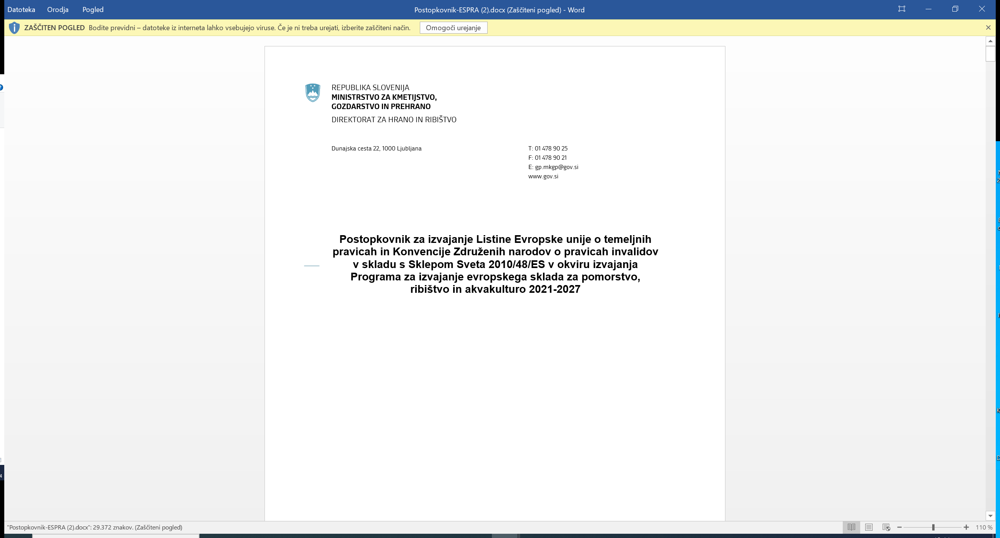 Datoteka Orodja Pogled Postopkovnik-ESPRA (2).docx (Zaščiteni pogled) - Word
ZAŠČITEN POGLED Bodite previdni – datoteke iz interneta lahko vsebujejo viruse. Če je ni treba urejati, izberite zaščiteni način. Omogoči urejanje
REPUBLIKA SLOVENIJA
MINISTRSTVO ZA KMETIJSTVO,
GOZDARSTVO IN PREHRANO
DIREKTORAT ZA HRANO IN RIBIŠTVO
Dunajska cesta 22, 1000 Ljubljana T: 01 478 90 25
F: 01 478 90 21
E: gp.mkgp@gov.si
www.gov.si
Postopkovnik za izvajanje Listine Evropske unije o temeljnih
pravicah in Konvencije Združenih narodov o pravicah invalidov
v skladu s Sklepom Sveta 2010/48/ES v okviru izvajanja
Programa za izvajanje evropskega sklada za pomorstvo,
ribištvo in akvakulturo 2021-2027
"Postopkovnik-ESPRA (2).docx": 29.372 znakov. (Zaščiteni pogled) 110 %